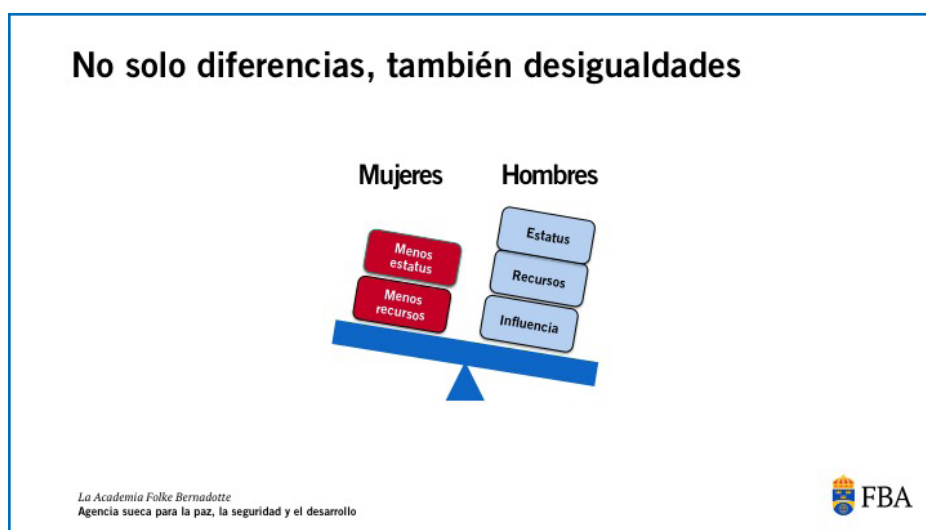 No solo diferencias, también desigualdades
Mujeres
Hombres
Menos
estatus
Menos
recursos
Estatus
Recursos
Influencia
La Academia Folke Bernadotte
Agencia sueca para la paz, la seguridad y el desarrollo
FBA